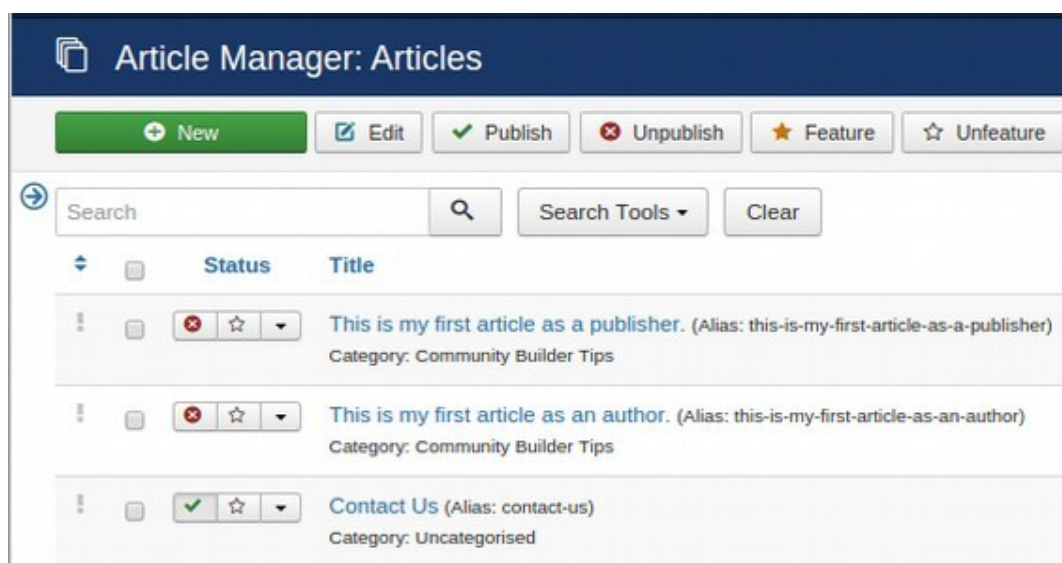 Article Manager: Articles
New Edit Publish Unpublish Feature Unfeature
Search Search Tools Clear
Status Title
This is my first article as a publisher. (Alias: this-is-my-first-article-as-a-publisher)
Category: Community Builder Tips
This is my first article as an author. (Alias: this-is-my-first-article-as-an-author)
Category: Community Builder Tips
Contact Us (Alias: contact-us)
Category: Uncategorised